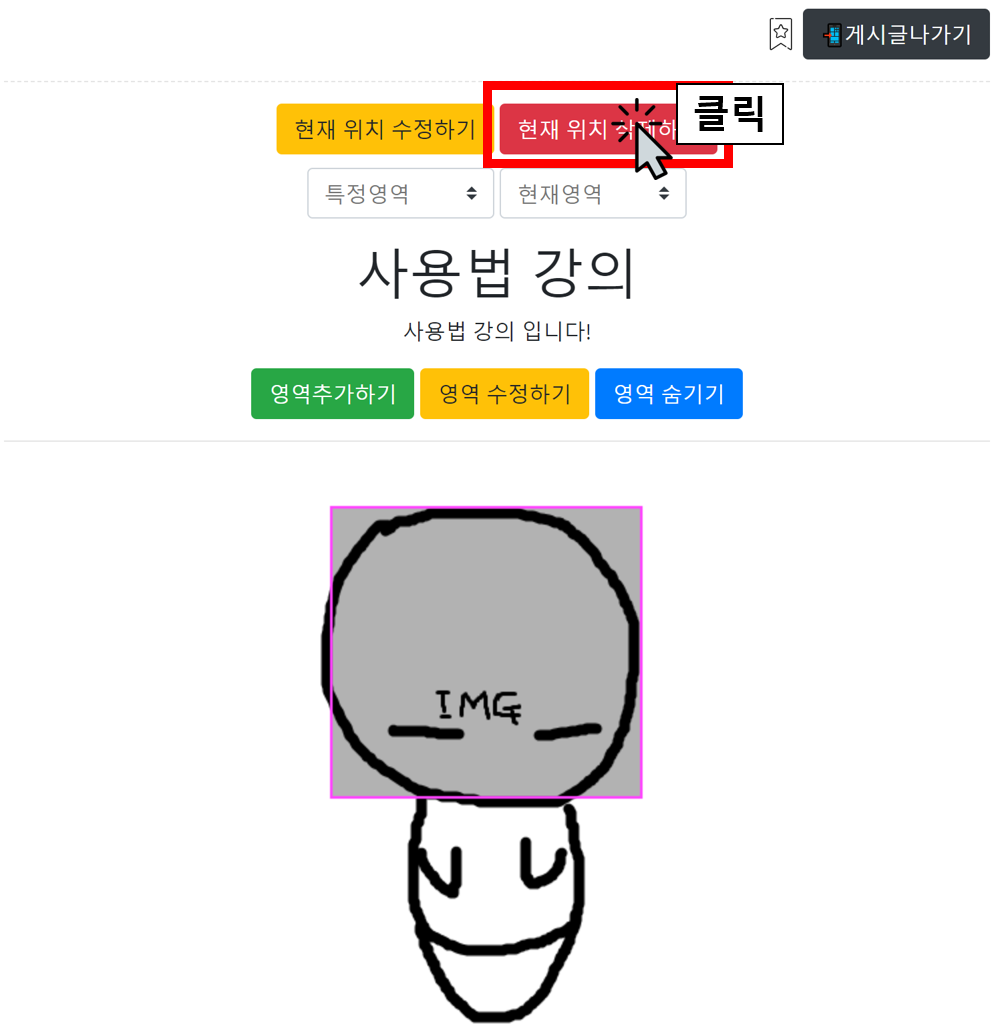 게시글나가기
현재 위치 수정하기
현재 위치 삭제하
클릭
특정영역
현재영역
사용법 강의
사용법 강의 입니다!
영역추가하기
영역 수정하기
영역 숨기기
IMG